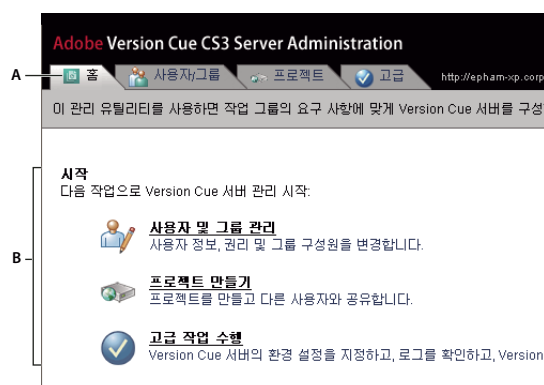 Adobe Version Cue CS3 Server Administration
A
홈 사용자/그룹 프로젝트 고급 http://epham-xp.corp
이 관리 유틸리티를 사용하면 작업 그룹의 요구 사항에 맞게 Version Cue 서버를 구성
시작
다음 작업으로 Version Cue 서버 관리 시작:
사용자 및 그룹 관리
사용자 정보, 권리 및 그룹 구성원을 변경합니다.
B
프로젝트 만들기
프로젝트를 만들고 다른 사용자와 공유합니다.
고급 작업 수행
Version Cue 서버의 환경 설정을 지정하고, 로그를 확인하고, Version